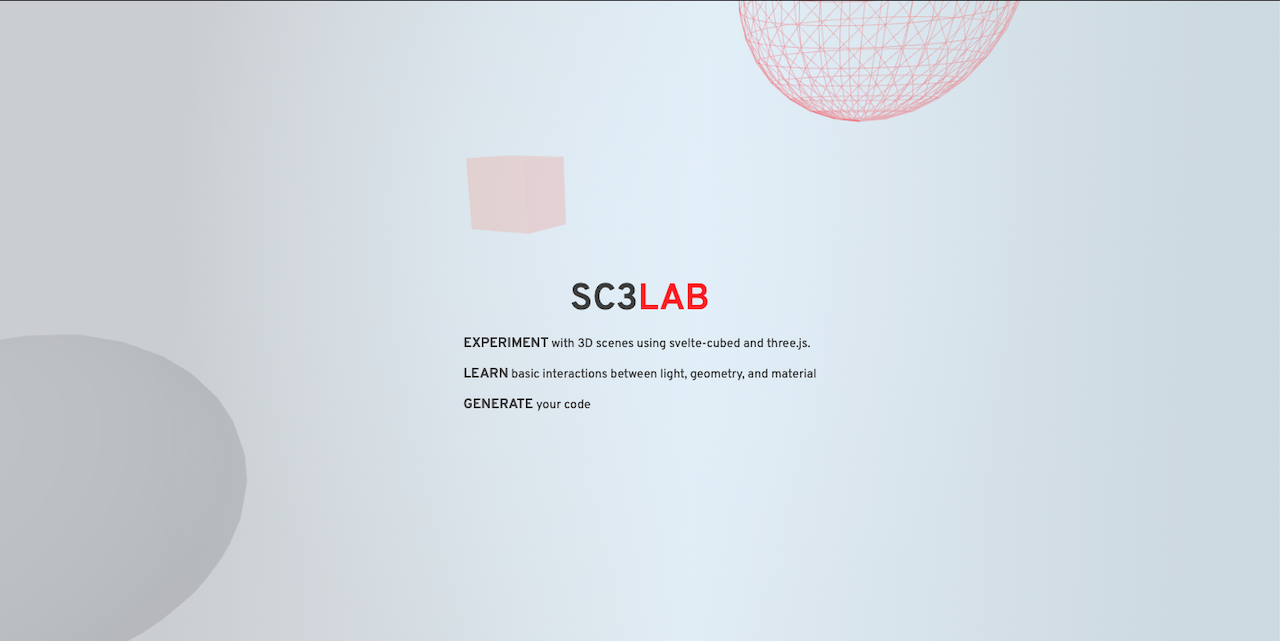 SC3LAB
EXPERIMENT with 3D scenes using svelte-cubed and three.js.
LEARN basic interactions between light, geometry, and material
GENERATE your code